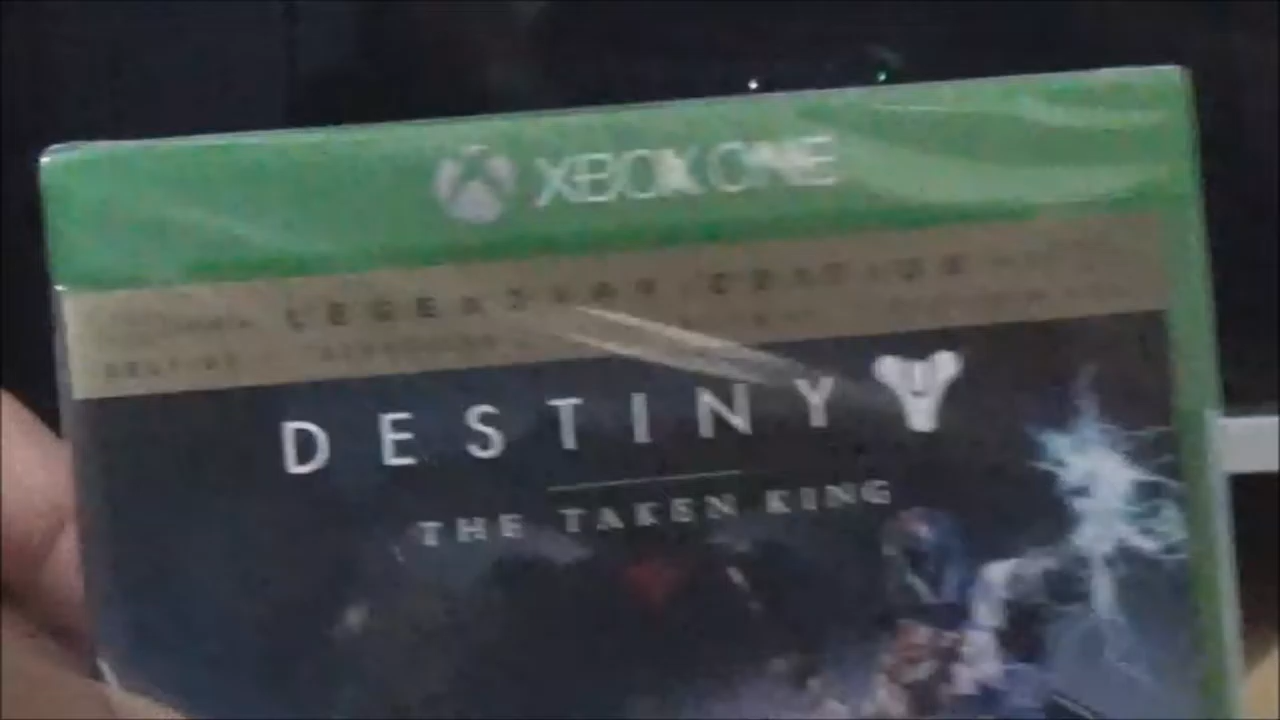 XBOX ONE
LEGENDARY EDITION
DESTINY
THE TAKEN KING